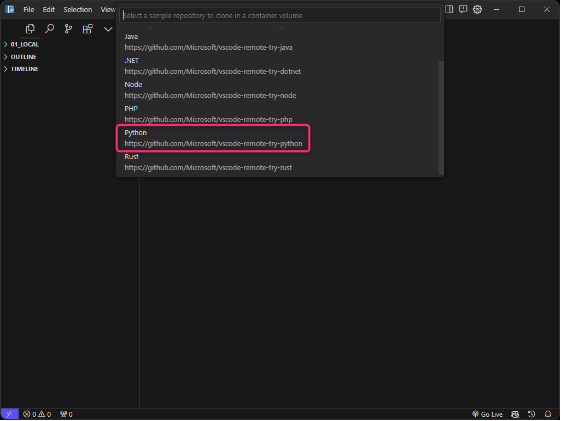 File Edit Selection View
Select a sample repository to clone in a container volume
01_LOCAL
OUTLINE
TIMELINE
Java
https://github.com/Microsoft/vscode-remote-try-java
.NET
https://github.com/Microsoft/vscode-remote-try-dotnet
Node
https://github.com/Microsoft/vscode-remote-try-node
PHP
https://github.com/Microsoft/vscode-remote-try-php
Python
https://github.com/Microsoft/vscode-remote-try-python
Rust
https://github.com/Microsoft/vscode-remote-try-rust
0 0 0 Go Live